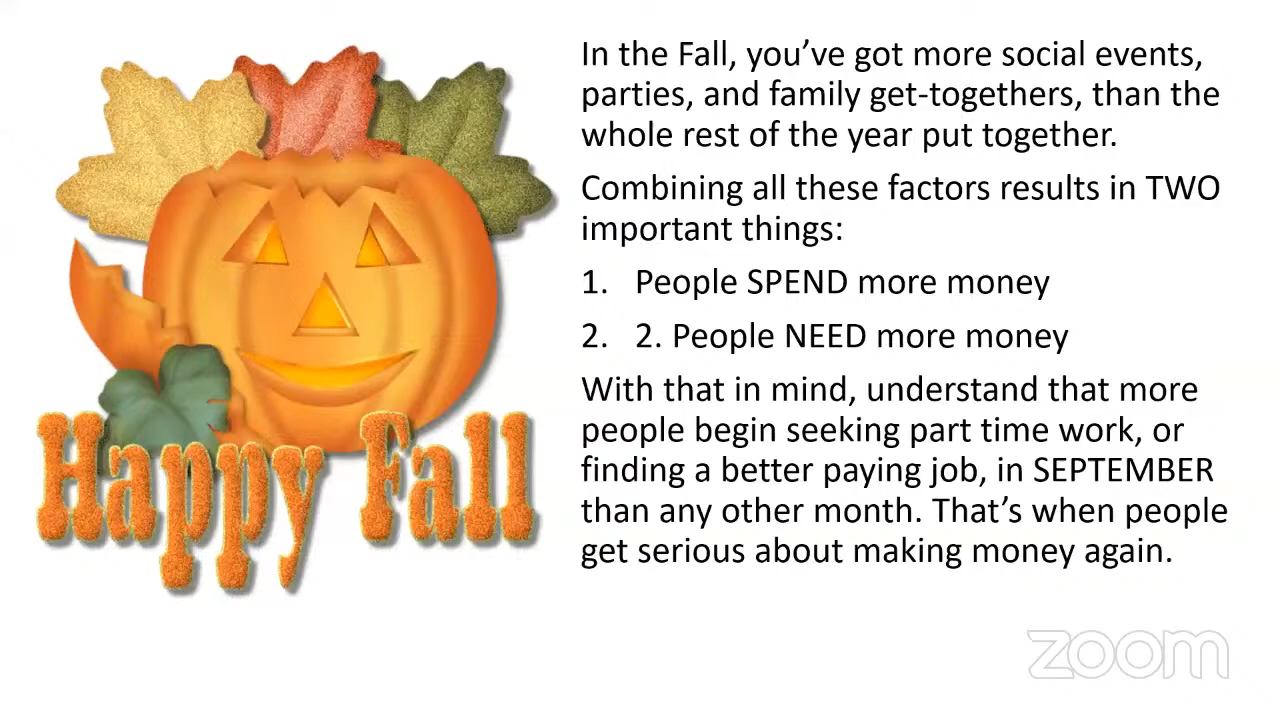 In the Fall, you’ve got more social events,
parties, and family get-togethers, than the
whole rest of the year put together.
Combining all these factors results in TWO
important things:
1. People SPEND more money
2. 2. People NEED more money
With that in mind, understand that more
people begin seeking part time work, or
finding a better paying job, in SEPTEMBER
than any other month. That’s when people
get serious about making money again.
Happy Fall
zoom